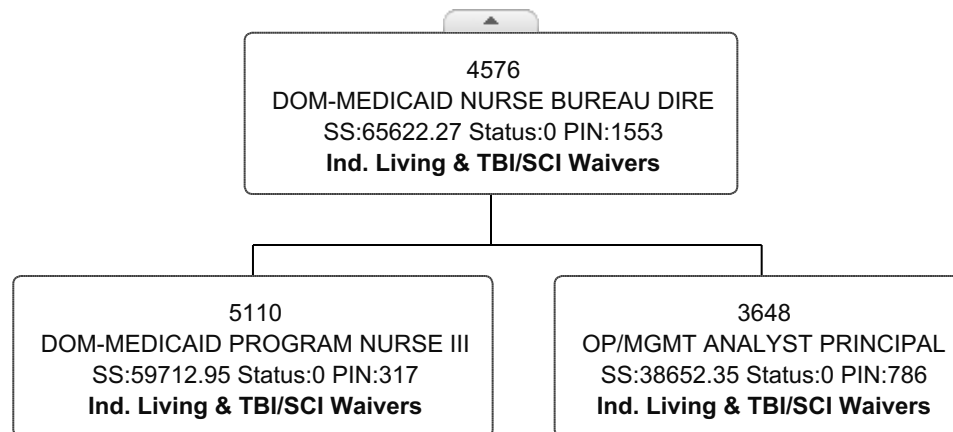 4576
DOM-MEDICAID NURSE BUREAU DIRE
SS:65622.27 Status:0 PIN:1553
Ind. Living & TBI/SCI Waivers
5110
DOM-MEDICAID PROGRAM NURSE III
SS:59712.95 Status:0 PIN:317
Ind. Living & TBI/SCI Waivers
3648
OP/MGMT ANALYST PRINCIPAL
SS:38652.35 Status:0 PIN:786
Ind. Living & TBI/SCI Waivers